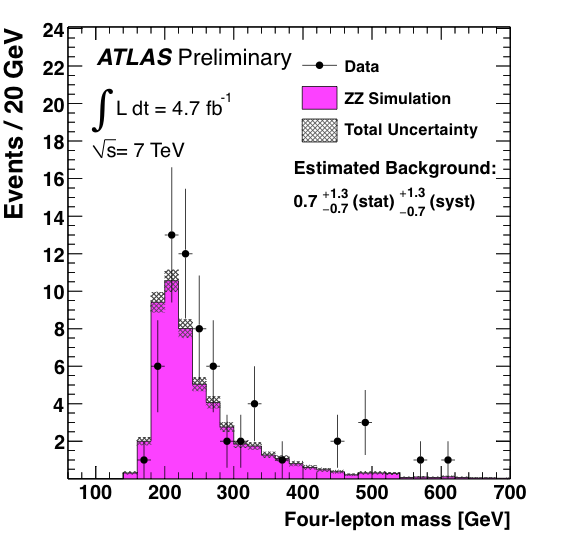 Events / 20 GeV
24
22
20
18
16
14
12
10
8
6
4
2
ATLAS Preliminary
∫ L dt = 4.7 fb⁻¹
√s= 7 TeV
Data
ZZ Simulation
Total Uncertainty
Estimated Background:
0.7 +1.3 −0.7 (stat) +1.3 −0.7 (syst)
100 200 300 400 500 600 700
Four-lepton mass [GeV]